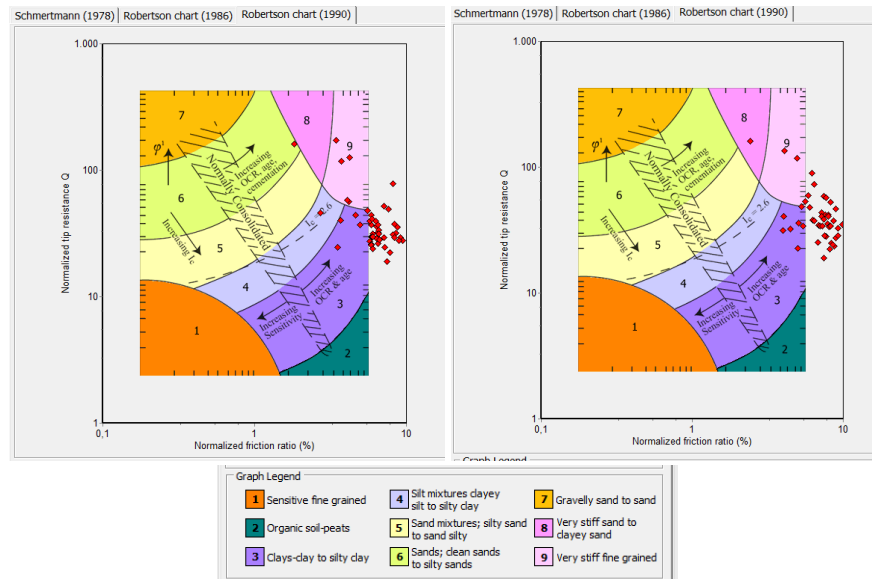 Schmertmann (1978) Robertson chart (1986) Robertson chart (1990)
1.000
100
10
1
0,1
1
10
Normalized tip resistance Q
Normalized friction ratio (%)
7
8
9
φ'
6
5
4
3
1
2
Normally Consolidated
Increasing
OCR, age,
cementation
Increasing Ic
Ic = 2.6
Increasing
OCR & age
Increasing
Sensitivity
Schmertmann (1978) Robertson chart (1986) Robertson chart (1990)
1.000
100
10
1
0,1
1
10
Normalized tip resistance Q
Normalized friction ratio (%)
7
8
9
φ'
6
5
4
3
1
2
Normally Consolidated
Increasing
OCR, age,
cementation
Increasing Ic
Ic = 2.6
Increasing
OCR & age
Increasing
Sensitivity
Graph Legend
1 Sensitive fine grained
2 Organic soil-peats
3 Clays-clay to silty clay
4 Silt mixtures clayey
silt to silty clay
5 Sand mixtures; silty sand
to sand silty
6 Sands; clean sands
to silty sands
7 Gravelly sand to sand
8 Very stiff sand to
clayey sand
9 Very stiff fine grained